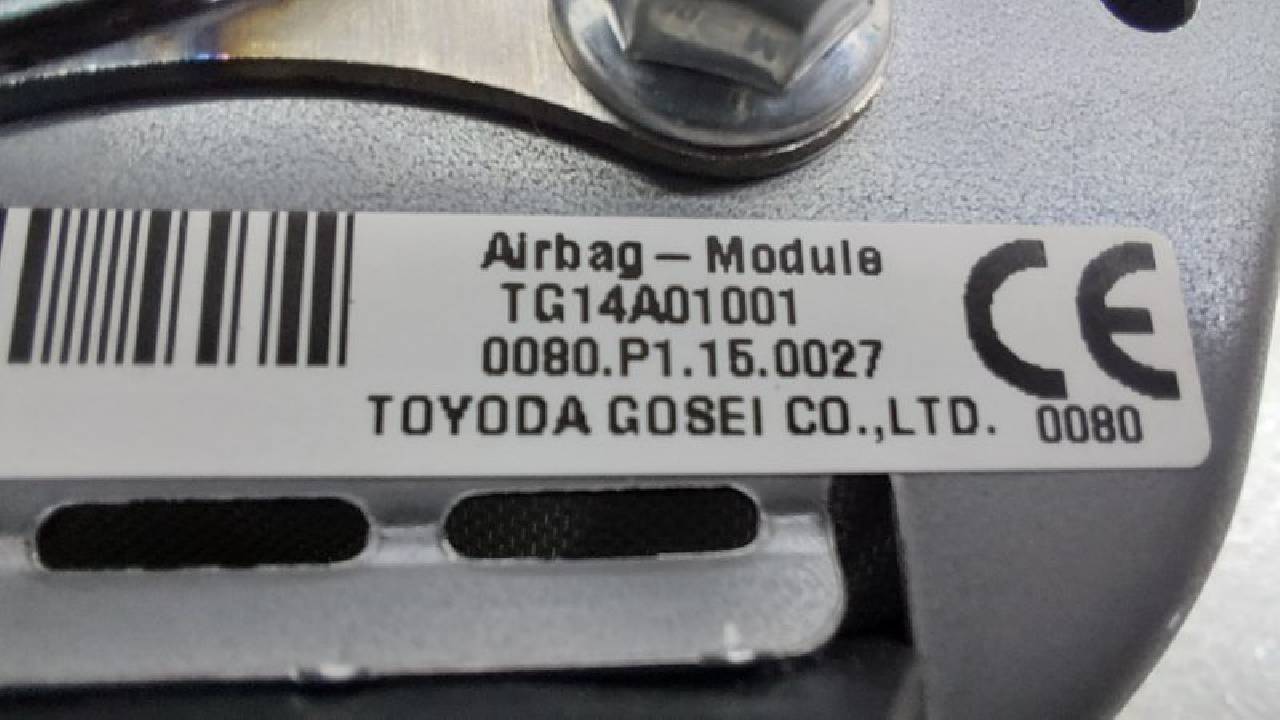 Airbag – Module
TG14A01001
0080.P1.15.0027
TOYODA GOSEI CO.,LTD.
CE
0080